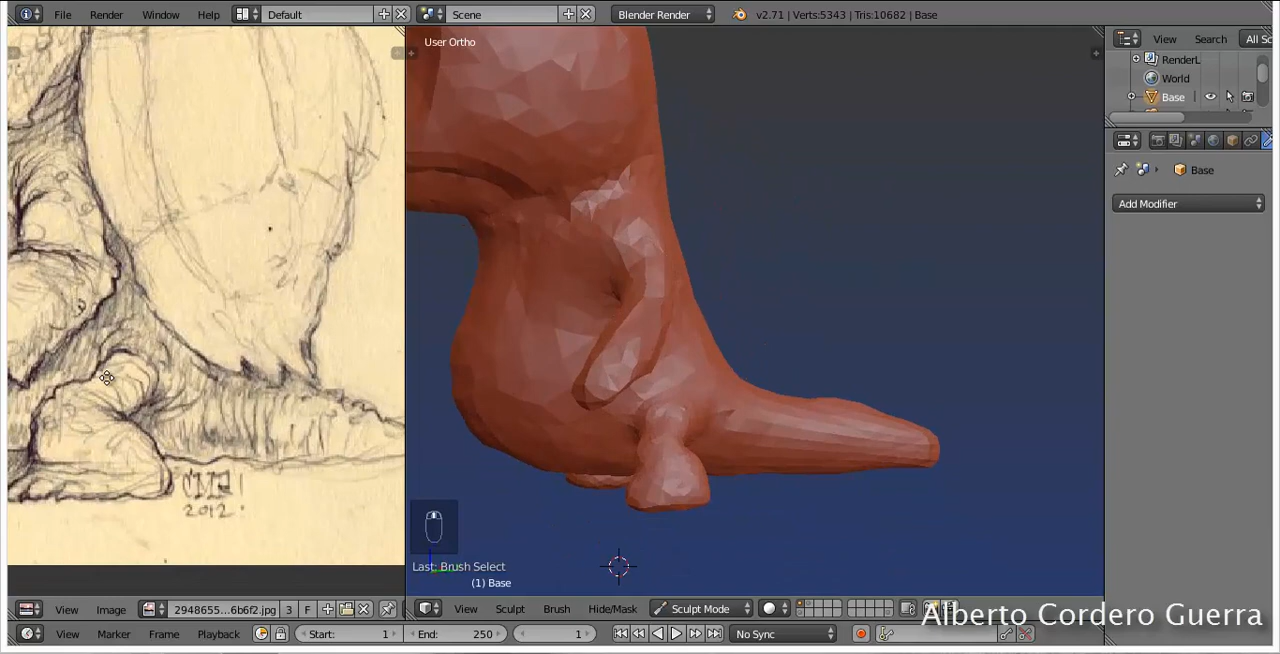 File Render Window Help Default Scene Blender Render v2.71 | Verts:5343 | Tris:10682 | Base
User Ortho
View Search All Sc
RenderL
World
Base
Base
Add Modifier
2012:
Last: Brush Select
(1) Base
View Image 2948655...6b6f2.jpg 3 F View Sculpt Brush Hide/Mask Sculpt Mode
Alberto Cordero Guerra
View Marker Frame Playback Start: 1 End: 250 1 No Sync